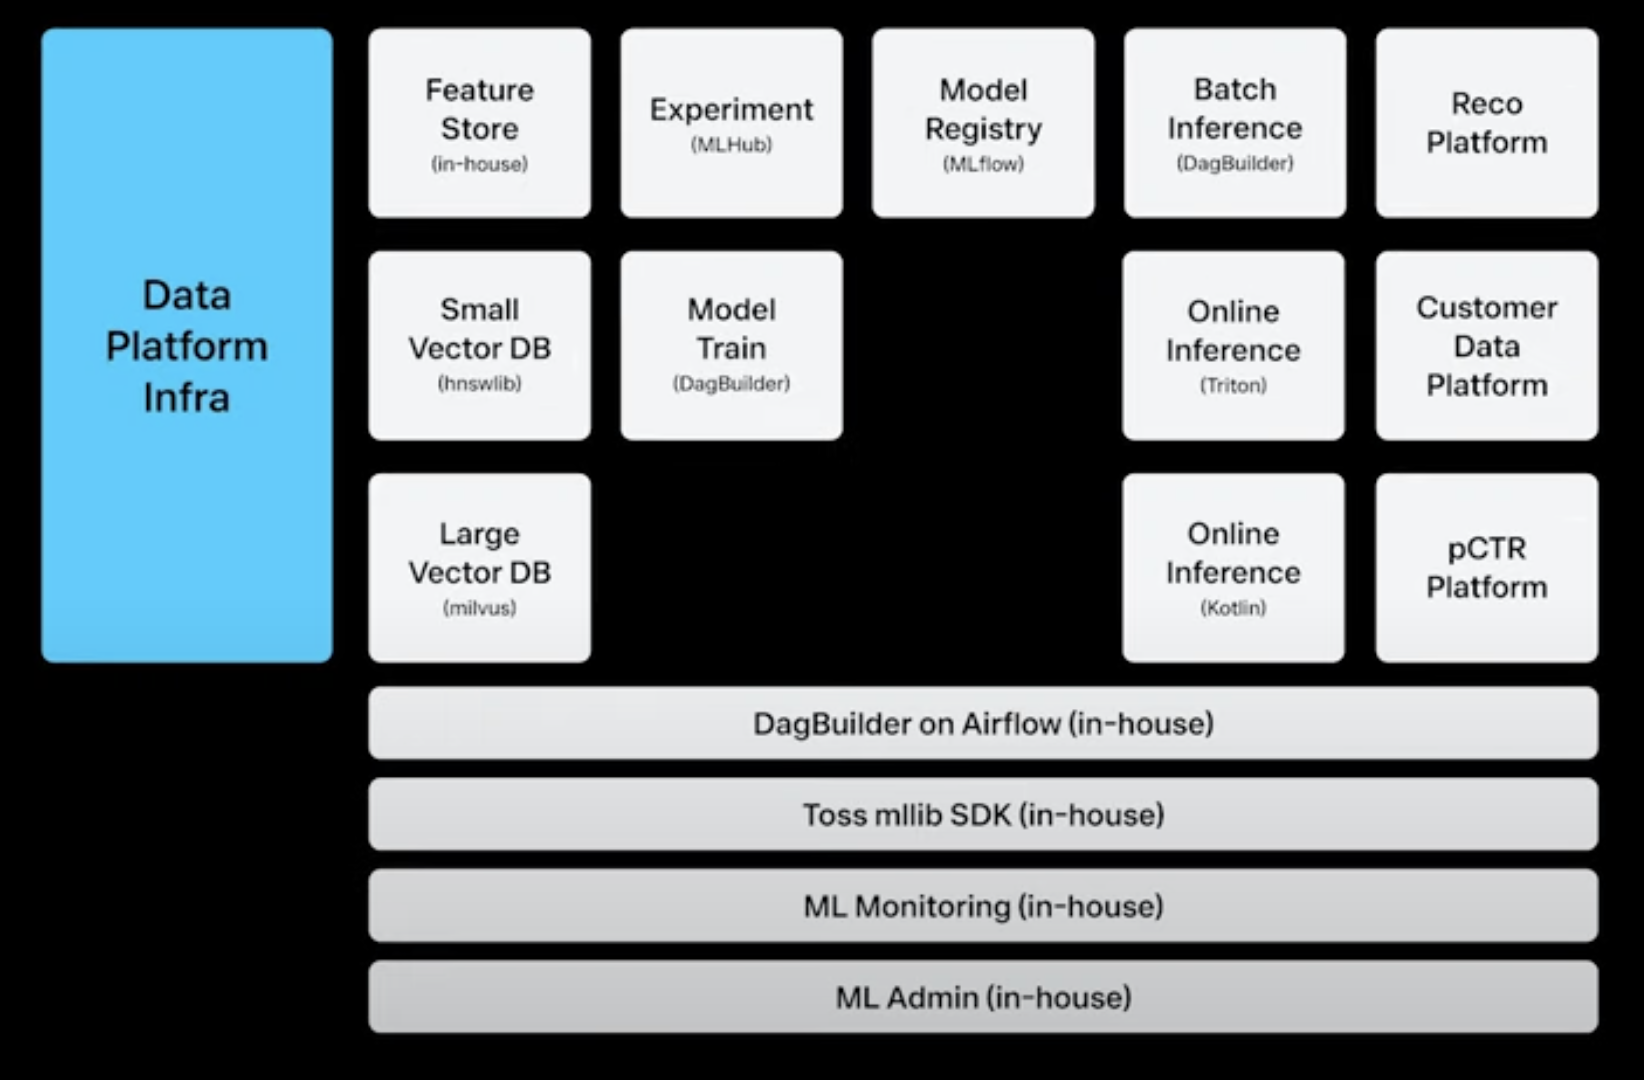 Data
Platform
Infra
Feature
Store
(in-house)
Experiment
(MLHub)
Model
Registry
(MLflow)
Batch
Inference
(DagBuilder)
Reco
Platform
Small
Vector DB
(hnswlib)
Model
Train
(DagBuilder)
Online
Inference
(Triton)
Customer
Data
Platform
Large
Vector DB
(milvus)
Online
Inference
(Kotlin)
pCTR
Platform
DagBuilder on Airflow (in-house)
Toss mllib SDK (in-house)
ML Monitoring (in-house)
ML Admin (in-house)